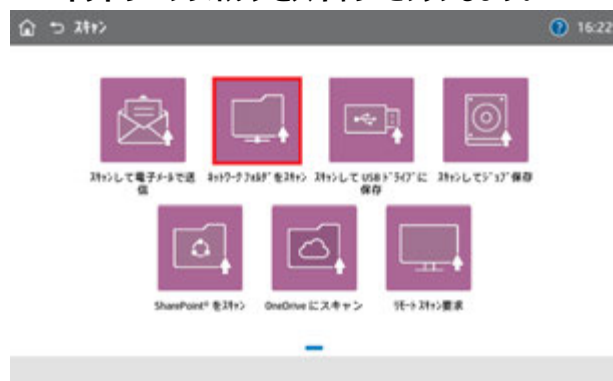 スキャン
16:22
スキャンして電子メールで送
信
ネットワーク フォルダ を スキャン
スキャンして USB ドライブに
保存
スキャンしてジョブ保存
SharePoint® を スキャン
OneDrive にスキャン
リモート スキャン要求